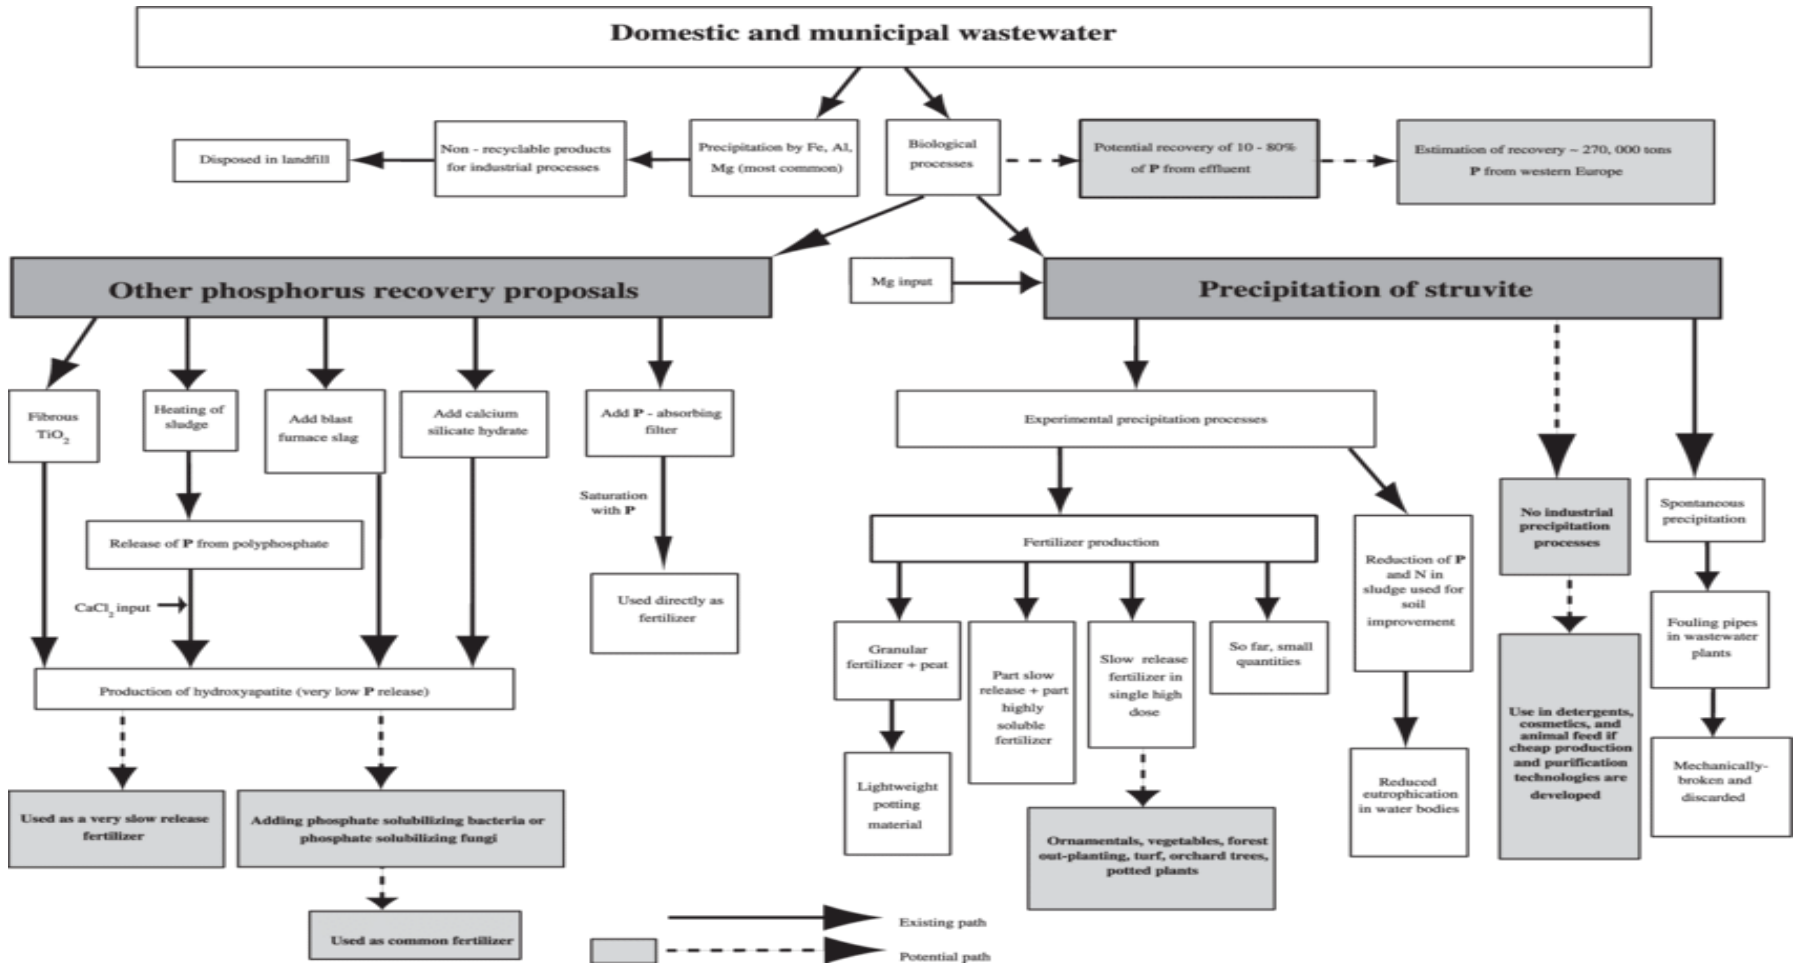 Domestic and municipal wastewater
Disposed in landfill
Non - recyclable products
for industrial processes
Precipitation by Fe, Al,
Mg (most common)
Biological
processes
Potential recovery of 10 - 80%
of P from effluent
Estimation of recovery ~ 270, 000 tons
P from western Europe
Other phosphorus recovery proposals
Mg input
Precipitation of struvite
Fibrous
TiO2
Heating of
sludge
Add blast
furnace slag
Add calcium
silicate hydrate
Add P - absorbing
filter
Experimental precipitation processes
Saturation
with P
Release of P from polyphosphate
CaCl2 input
Used directly as
fertilizer
Production of hydroxyapatite (very low P release)
Used as a very slow release
fertilizer
Adding phosphate solubilizing bacteria or
phosphate solubilizing fungi
Used as common fertilizer
Fertilizer production
Granular
fertilizer + peat
Part slow
release + part
highly
soluble
fertilizer
Slow release
fertilizer in
single high
dose
So far, small
quantities
Lightweight
potting
material
Ornamentals, vegetables, forest
out-planting, turf, orchard trees,
potted plants
Reduction of P
and N in
sludge used for
soil
improvement
Reduced
eutrophication
in water bodies
No industrial
precipitation
processes
Use in detergents,
cosmetics, and
animal feed if
cheap production
and purification
technologies are
developed
Spontaneous
precipitation
Fouling pipes
in wastewater
plants
Mechanically-
broken and
discarded
Existing path
Potential path